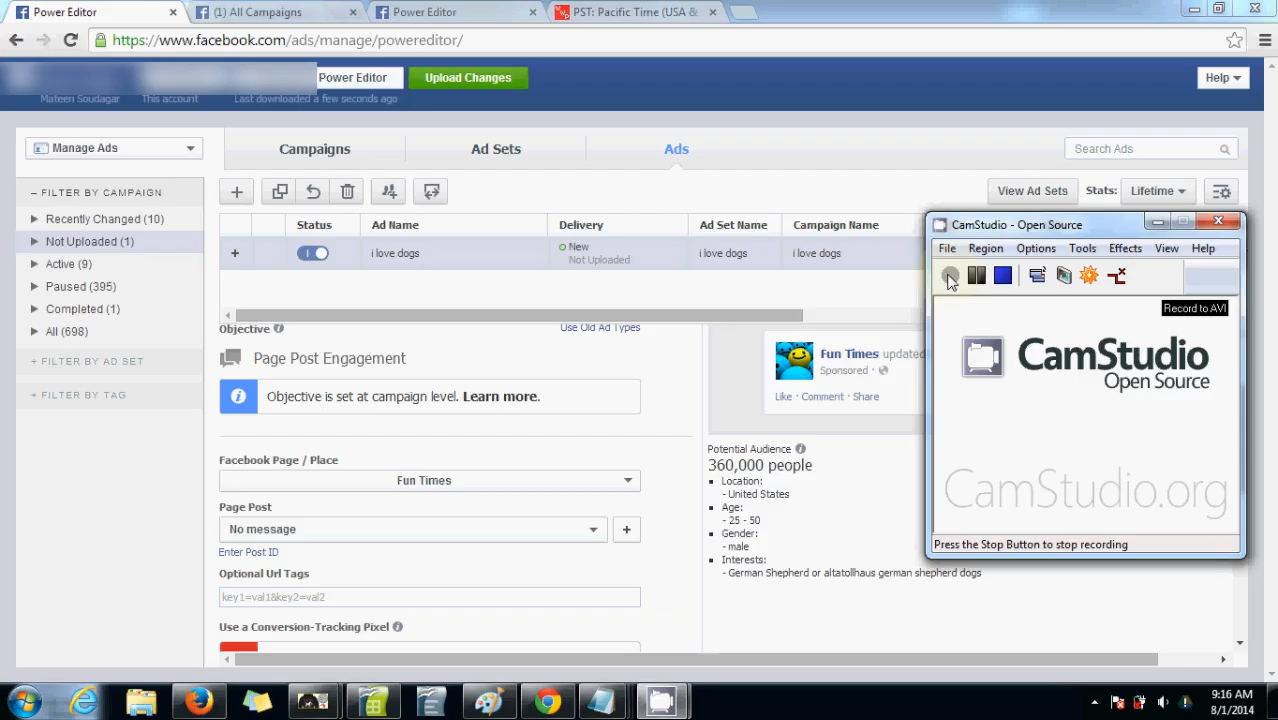 Power Editor
(1) All Campaigns
Power Editor
PST: Pacific Time (USA &
https://www.facebook.com/ads/manage/powereditor/
Power Editor
Upload Changes
Help
Mateen Soudagar
This account
Last downloaded a few seconds ago
Manage Ads
Campaigns
Ad Sets
Ads
Search Ads
FILTER BY CAMPAIGN
View Ad Sets
Stats:
Lifetime
Recently Changed (10)
Not Uploaded (1)
Active (9)
Paused (395)
Completed (1)
All (698)
+ FILTER BY AD SET
+ FILTER BY TAG
Status
Ad Name
Delivery
Ad Set Name
Campaign Name
i love dogs
New
Not Uploaded
i love dogs
i love dogs
Objective
Use Old Ad Types
Page Post Engagement
Objective is set at campaign level. Learn more.
Facebook Page / Place
Fun Times
Page Post
No message
Enter Post ID
Optional Url Tags
key1=val1&key2=val2
Use a Conversion-Tracking Pixel
Fun Times updated
Sponsored
Like · Comment · Share
Potential Audience
360,000 people
Location:
- United States
Age:
- 25 - 50
Gender:
- male
Interests:
- German Shepherd or altatollhaus german shepherd dogs
CamStudio - Open Source
File
Region
Options
Tools
Effects
View
Help
Record to AVI
CamStudio
Open Source
CamStudio.org
Press the Stop Button to stop recording
9:16 AM
8/1/2014